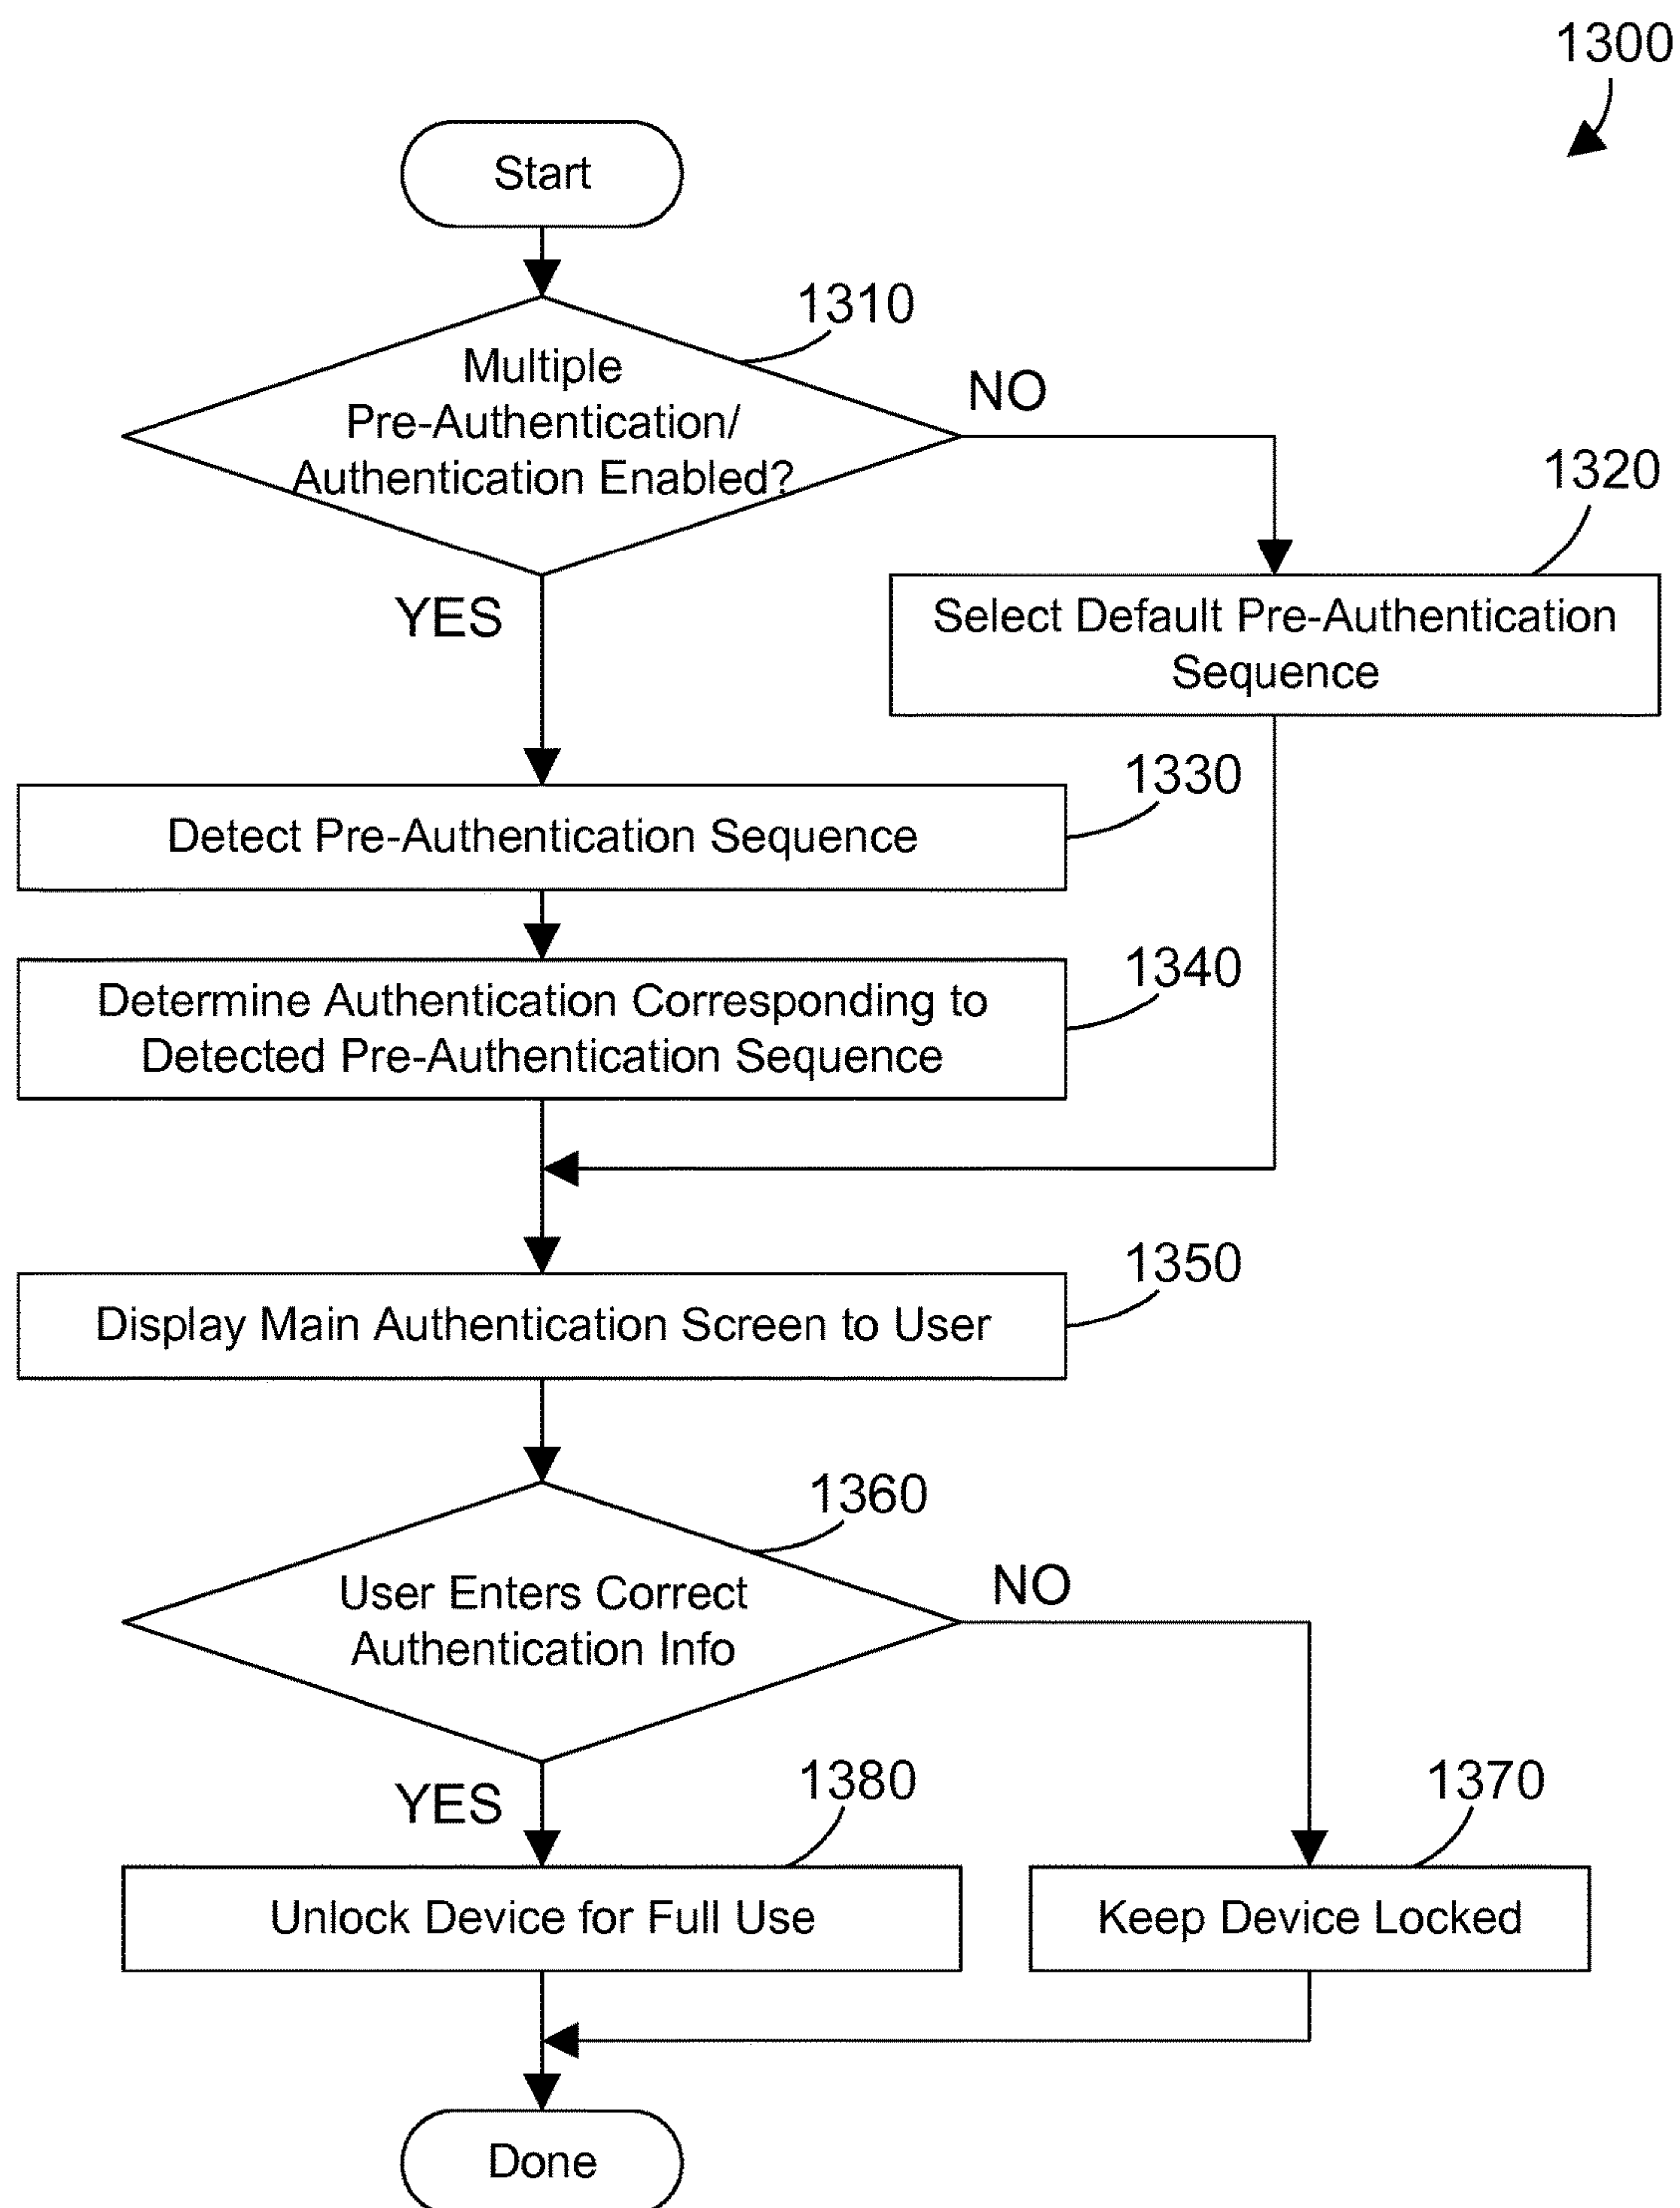 1300
Start
1310
Multiple
Pre-Authentication/
Authentication Enabled?
NO
1320
YES
Select Default Pre-Authentication
Sequence
1330
Detect Pre-Authentication Sequence
1340
Determine Authentication Corresponding to
Detected Pre-Authentication Sequence
1350
Display Main Authentication Screen to User
1360
User Enters Correct
Authentication Info
NO
YES
1380
1370
Unlock Device for Full Use
Keep Device Locked
Done